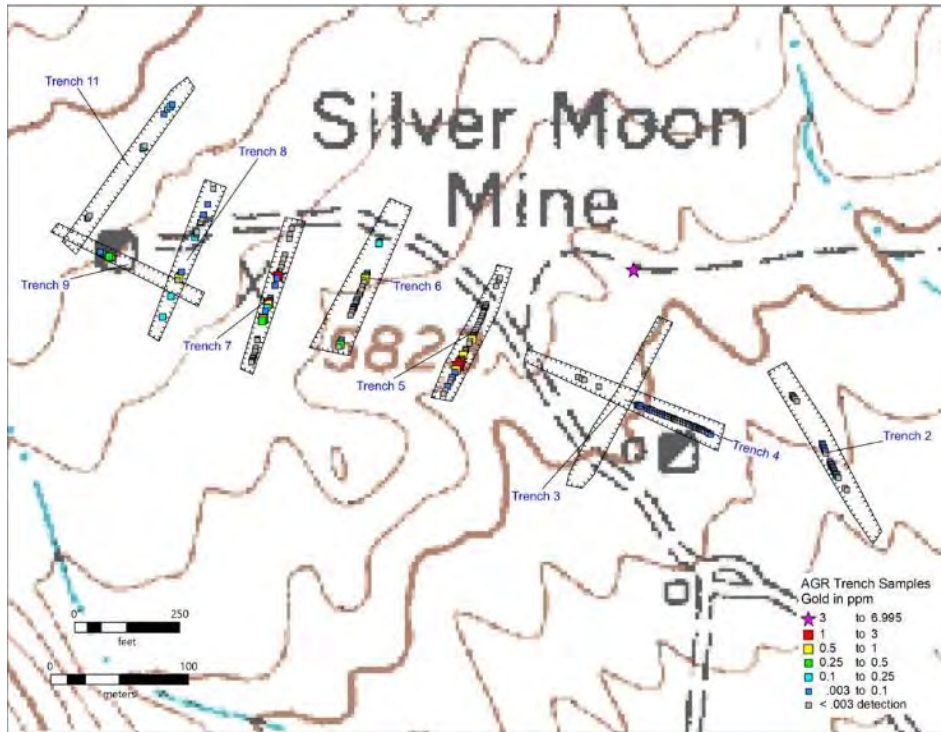 Trench 11
Silver Moon
Mine
Trench 8
Trench 9
Trench 6
Trench 7
5827
Trench 5
Trench 2
Trench 4
Trench 3
AGR Trench Samples
Gold in ppm
3 to 6.995
1 to 3
0.5 to 1
0.25 to 0.5
0.1 to 0.25
.003 to 0.1
< .003 detection
0 250
feet
0 100
meters